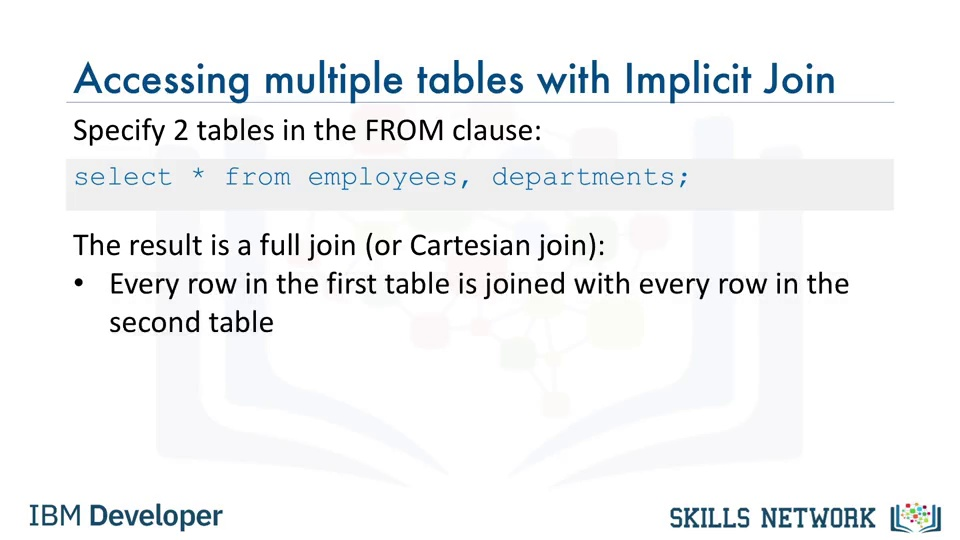 Accessing multiple tables with Implicit Join
Specify 2 tables in the FROM clause:
select * from employees, departments;
The result is a full join (or Cartesian join):
• Every row in the first table is joined with every row in the
second table
IBM Developer
SKILLS NETWORK